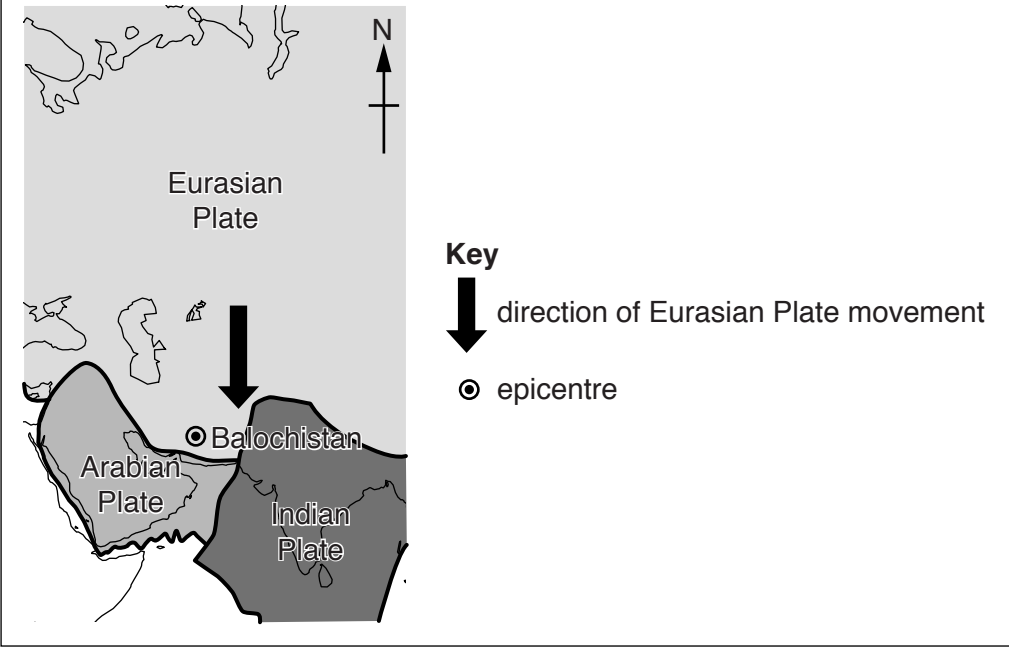 N
Eurasian
Plate
Key
direction of Eurasian Plate movement
epicentre
Balochistan
Arabian
Plate
Indian
Plate